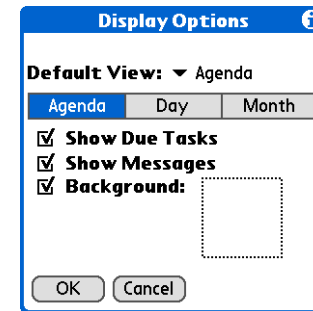 Display Options i
Default View: Agenda
Agenda Day Month
Show Due Tasks
Show Messages
Background:
OK Cancel